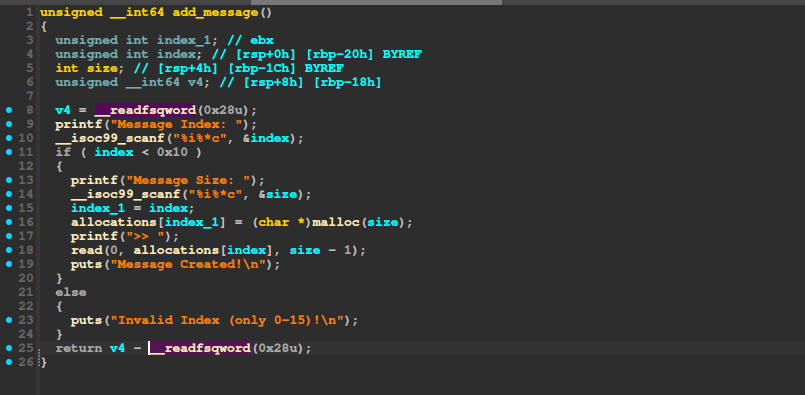 1 unsigned __int64 add_message()
2 {
3 unsigned int index_1; // ebx
4 unsigned int index; // [rsp+0h] [rbp-20h] BYREF
5 int size; // [rsp+4h] [rbp-1Ch] BYREF
6 unsigned __int64 v4; // [rsp+8h] [rbp-18h]
7
8 v4 = __readfsqword(0x28u);
9 printf("Message Index: ");
10 __isoc99_scanf("%i%*c", &index);
11 if ( index < 0x10 )
12 {
13 printf("Message Size: ");
14 __isoc99_scanf("%i%*c", &size);
15 index_1 = index;
16 allocations[index_1] = (char *)malloc(size);
17 printf(">> ");
18 read(0, allocations[index], size - 1);
19 puts("Message Created!\n");
20 }
21 else
22 {
23 puts("Invalid Index (only 0-15)!\n");
24 }
25 return v4 - __readfsqword(0x28u);
26 }